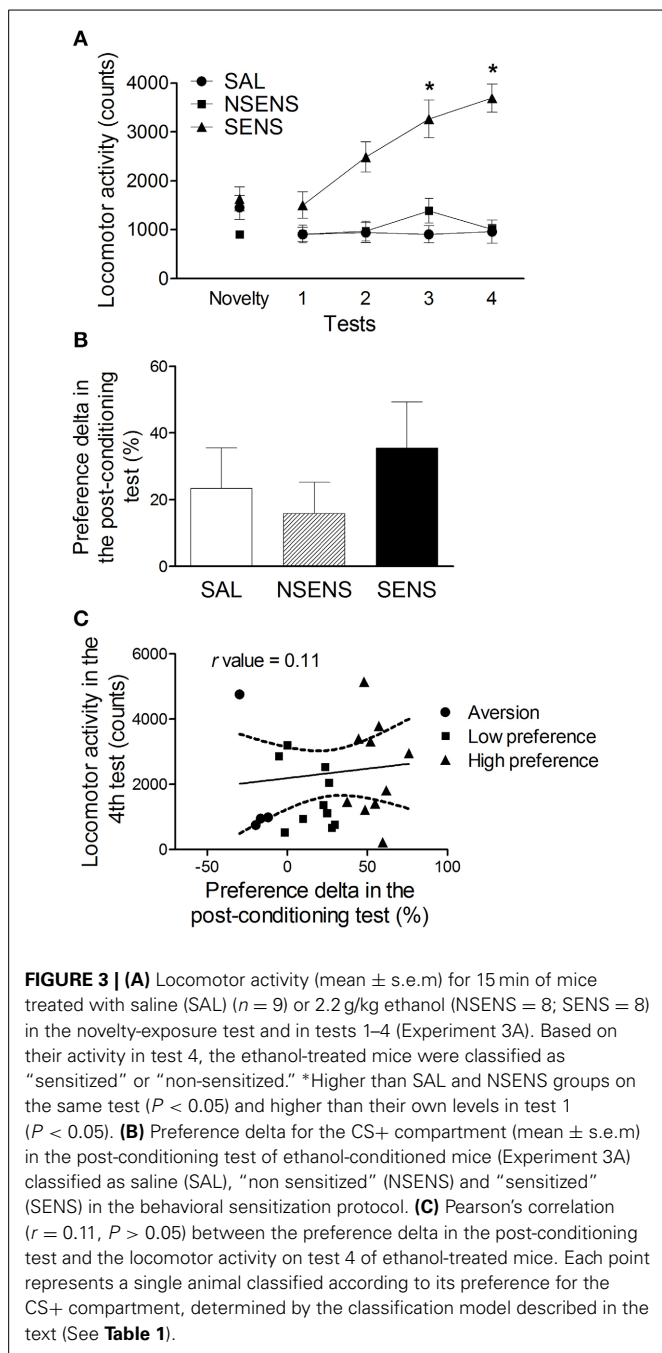 A
Locomotor activity (counts)
4000
3000
2000
1000
0
SAL
NSENS
SENS
*
*
Novelty
1
2
3
4
Tests
B
Preference delta in
the post-conditioning
test (%)
60
40
20
0
SAL
NSENS
SENS
C
Locomotor activity in the
4th test (counts)
6000
4000
2000
0
r value = 0.11
Aversion
Low preference
High preference
-50
0
50
100
Preference delta in the
post-conditioning test (%)
FIGURE 3 | (A) Locomotor activity (mean ± s.e.m) for 15 min of mice
treated with saline (SAL) (n = 9) or 2.2 g/kg ethanol (NSENS = 8; SENS = 8)
in the novelty-exposure test and in tests 1–4 (Experiment 3A). Based on
their activity in test 4, the ethanol-treated mice were classified as
“sensitized” or “non-sensitized.” *Higher than SAL and NSENS groups on
the same test (P < 0.05) and higher than their own levels in test 1
(P < 0.05). (B) Preference delta for the CS+ compartment (mean ± s.e.m)
in the post-conditioning test of ethanol-conditioned mice (Experiment 3A)
classified as saline (SAL), “non sensitized” (NSENS) and “sensitized”
(SENS) in the behavioral sensitization protocol. (C) Pearson’s correlation
(r = 0.11, P > 0.05) between the preference delta in the post-conditioning
test and the locomotor activity on test 4 of ethanol-treated mice. Each point
represents a single animal classified according to its preference for the
CS+ compartment, determined by the classification model described in the
text (See Table 1).